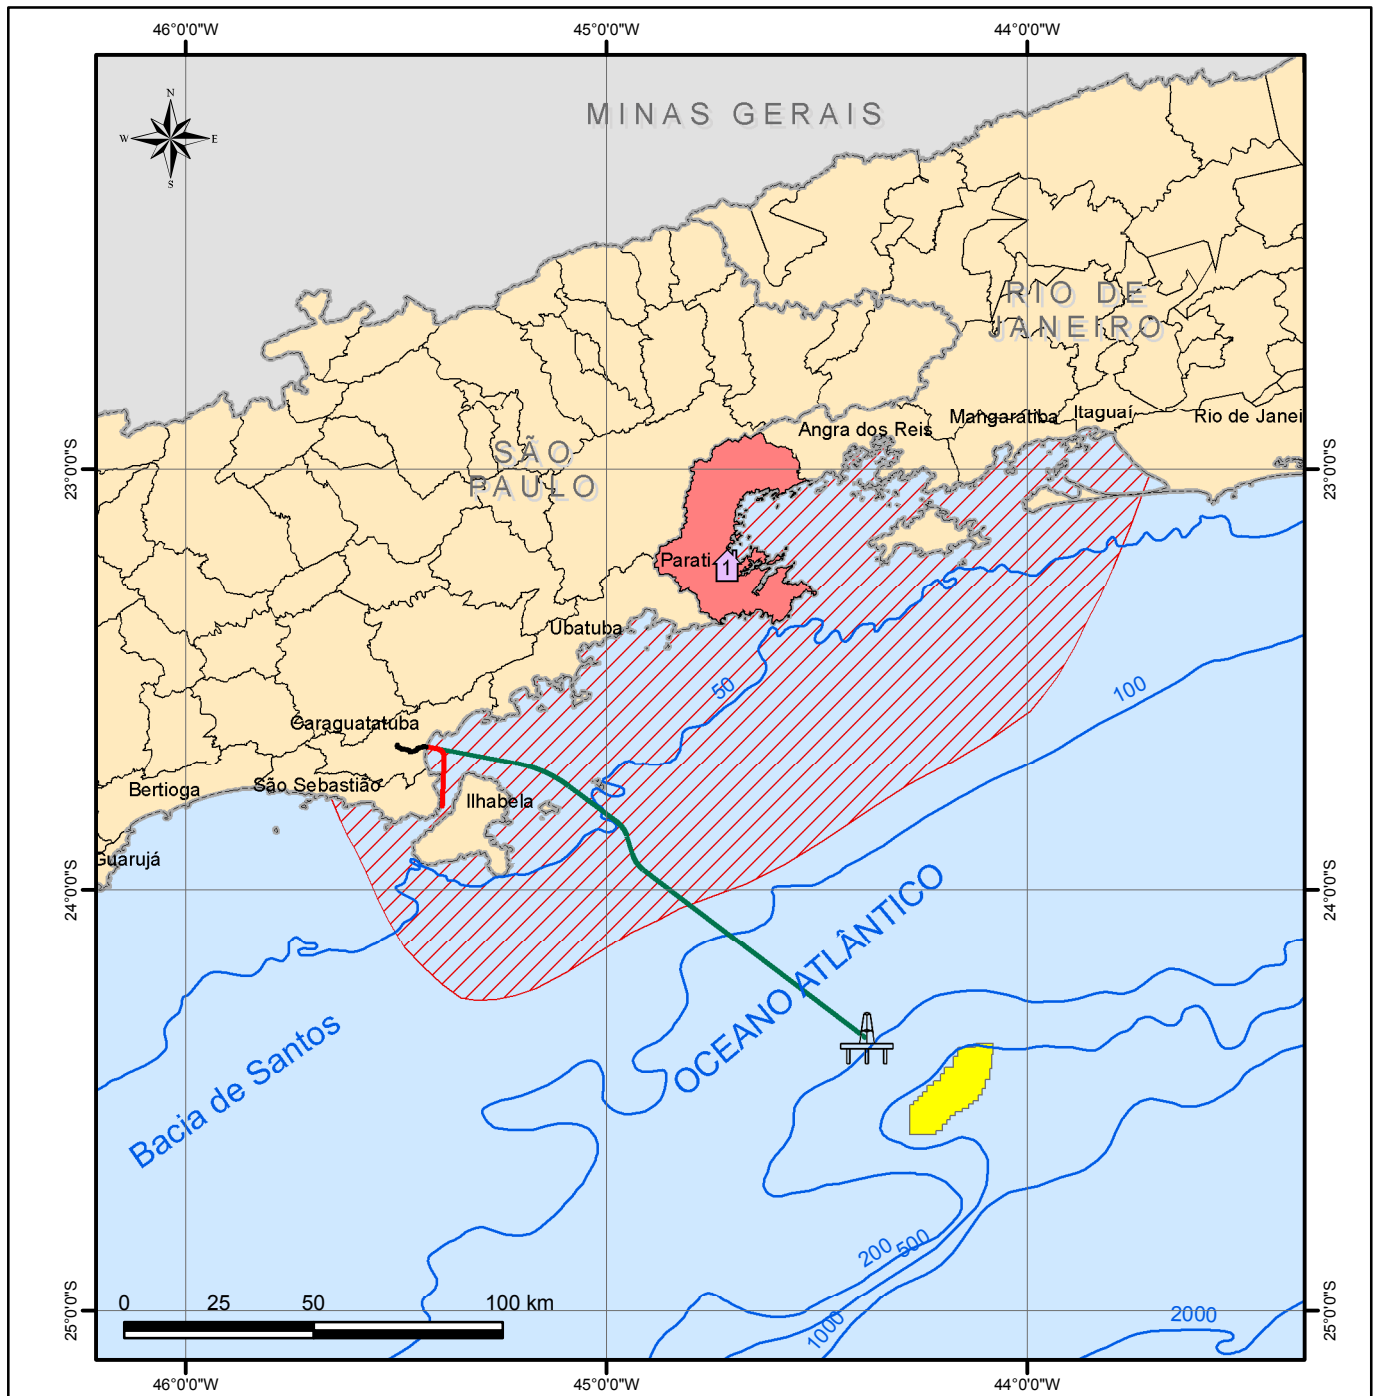 46°0'0"W
45°0'0"W
44°0'0"W
N
W
E
S
MINAS GERAIS
RIO DE
JANEIRO
SÃO
PAULO
Mangaratiba
Itaguaí
Rio de Janei
Angra dos Reis
23°0'0"S
23°0'0"S
Parati
1
Ubatuba
50
100
Caraguatatuba
São Sebastião
Bertioga
Ilhabela
Guarujá
24°0'0"S
24°0'0"S
OCEANO ATLÂNTICO
Bacia de Santos
200
500
1000
2000
0
25
50
100 km
25°0'0"S
25°0'0"S
46°0'0"W
45°0'0"W
44°0'0"W